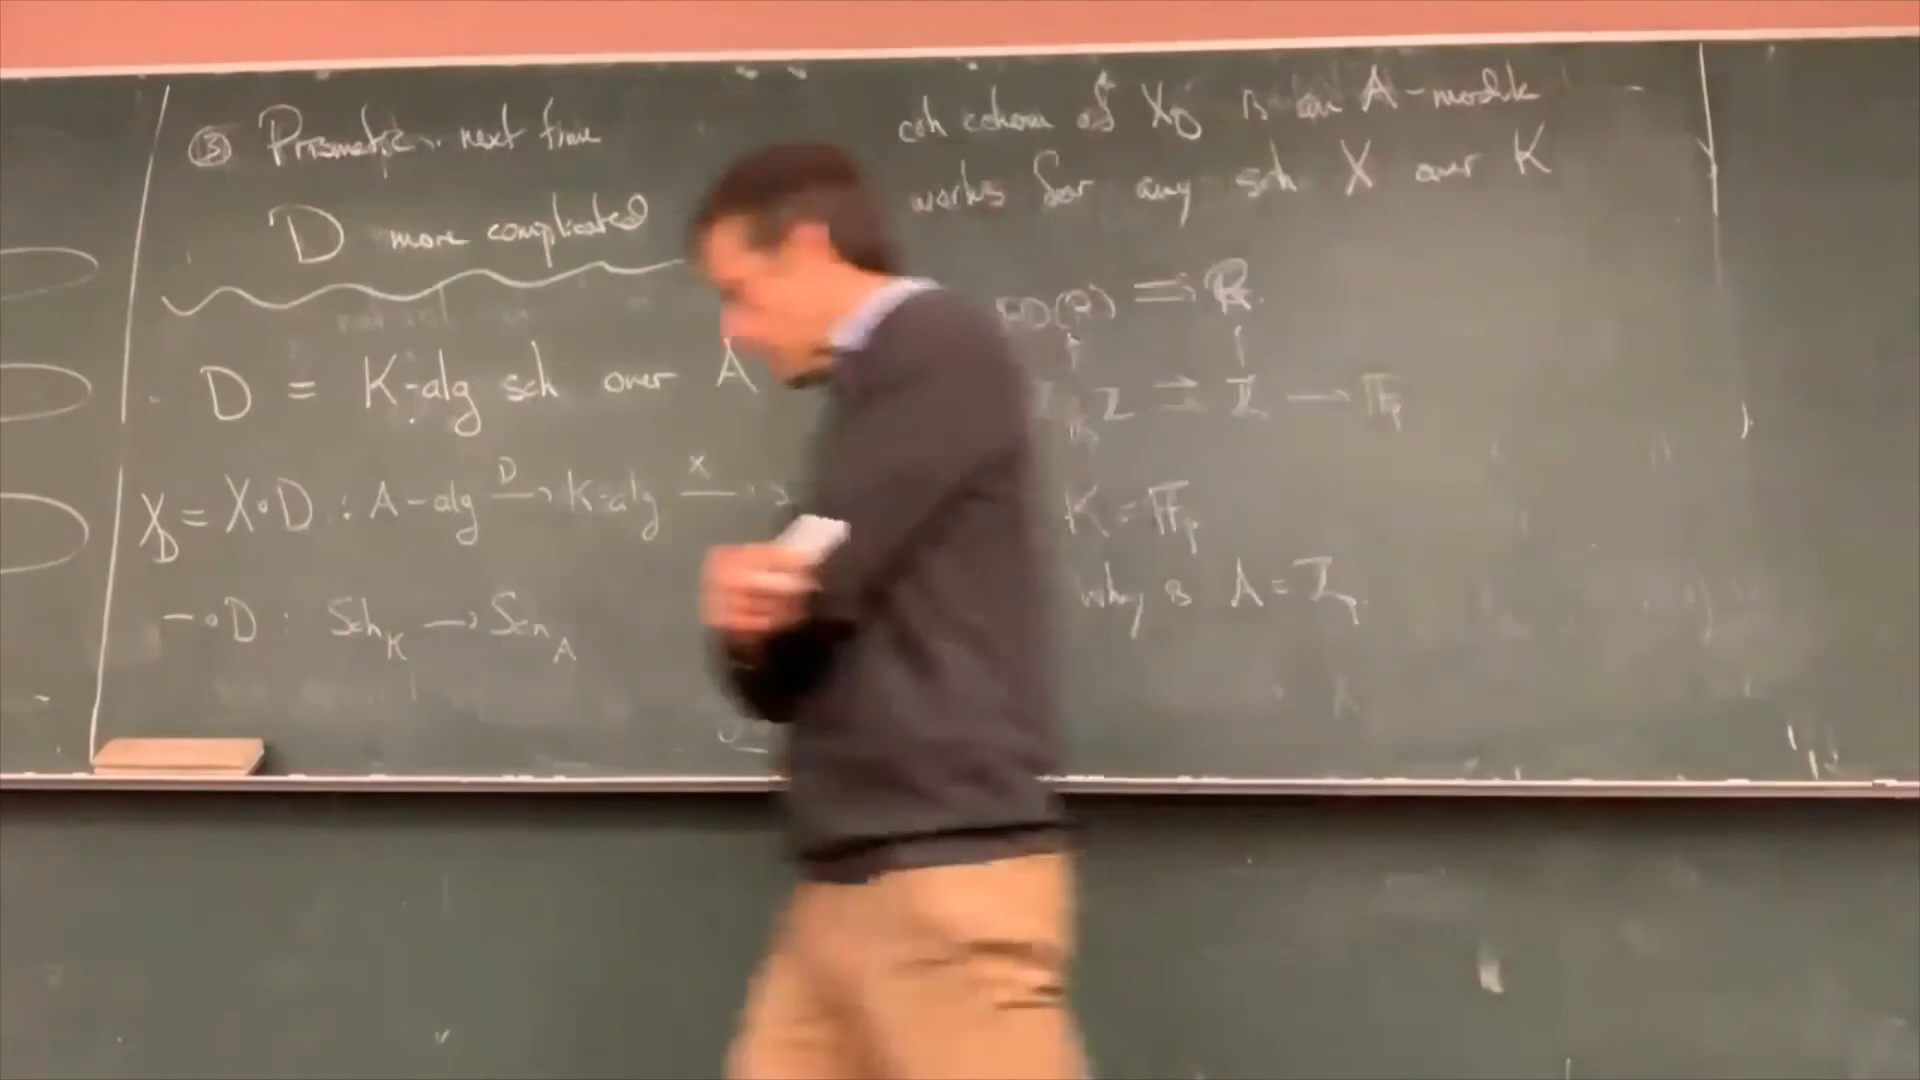 ③ Prismatic: next time
D more complicated
D = K-alg sch over A
X_D = X∘D : A-alg —D→ K-alg —X→
-∘D : Sch_K → Sch_A
coh cohom of X_D is an A-module
works for any sch X over K
PD(R) ⇉ R
Z ⇉ Z → F_p
K = F_p
why is A = Z_p